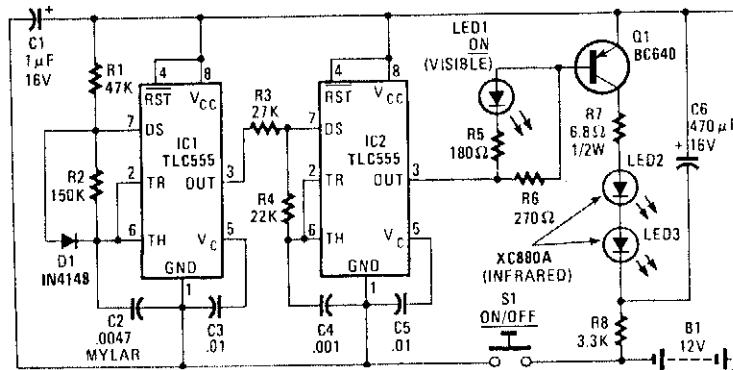 C1
1µF
16V
R1
47K
R2
150K
D1
IN4148
C2
.0047
MYLAR
4
8
RST
VCC
7
DS
IC1
TLC555
2
TR
OUT
3
6
TH
VC
5
GND
1
C3
.01
R3
27K
R4
22K
C4
.001
4
8
RST
VCC
7
DS
IC2
TLC555
2
TR
OUT
3
6
TH
VC
5
GND
1
C5
.01
LED1
ON
(VISIBLE)
R5
180Ω
R6
270Ω
Q1
BC640
R7
6.8Ω
1/2W
C6
470µF
16V
LED2
LED3
XC880A
(INFRARED)
S1
ON/OFF
R8
3.3K
B1
12V